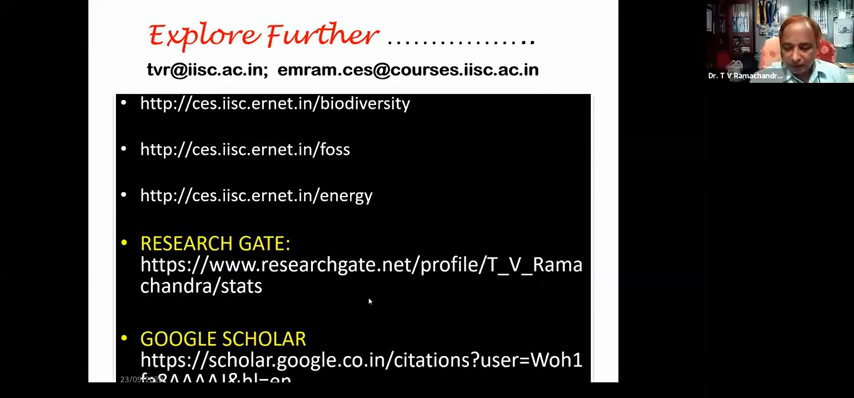 Explore Further ………………..
tvr@iisc.ac.in; emram.ces@courses.iisc.ac.in
• http://ces.iisc.ernet.in/biodiversity
• http://ces.iisc.ernet.in/foss
• http://ces.iisc.ernet.in/energy
• RESEARCH GATE:
https://www.researchgate.net/profile/T_V_Rama
chandra/stats
• GOOGLE SCHOLAR
https://scholar.google.co.in/citations?user=Woh1
Dr. T V Ramachandr...